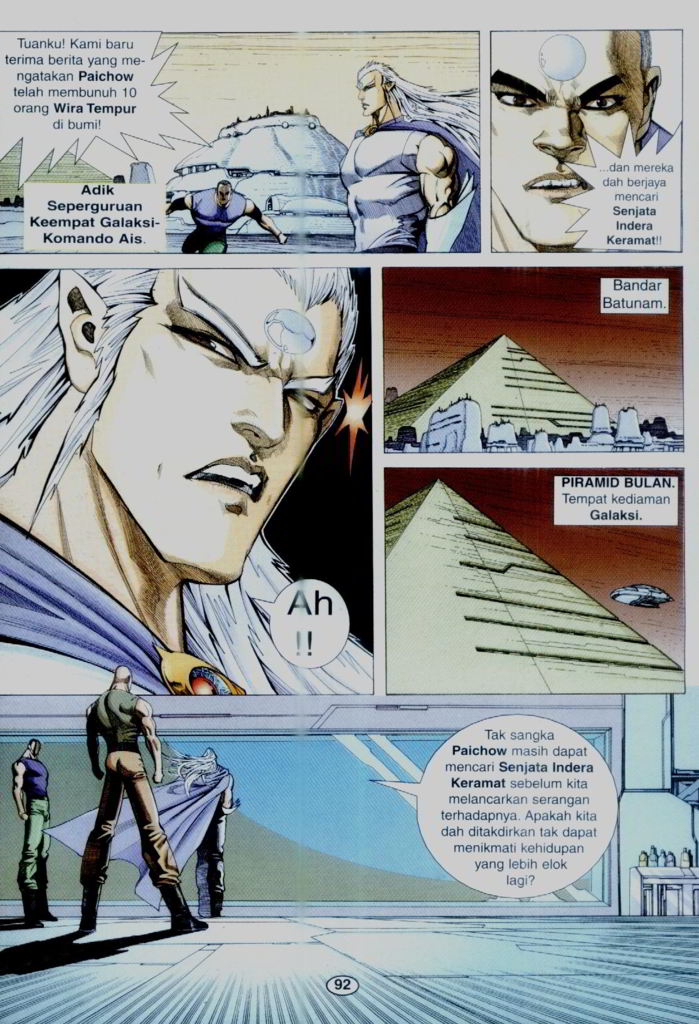 Tuanku! Kami baru
terima berita yang me-
ngatakan Paichow
telah membunuh 10
orang Wira Tempur
di bumi!
Adik
Seperguruan
Keempat Galaksi-
Komando Ais.
...dan mereka
dah berjaya
mencari
Senjata
Indera
Keramat!!
Ah
!!
Bandar
Batunam.
PIRAMID BULAN.
Tempat kediaman
Galaksi.
Tak sangka
Paichow masih dapat
mencari Senjata Indera
Keramat sebelum kita
melancarkan serangan
terhadapnya. Apakah kita
dah ditakdirkan tak dapat
menikmati kehidupan
yang lebih elok
lagi?
92